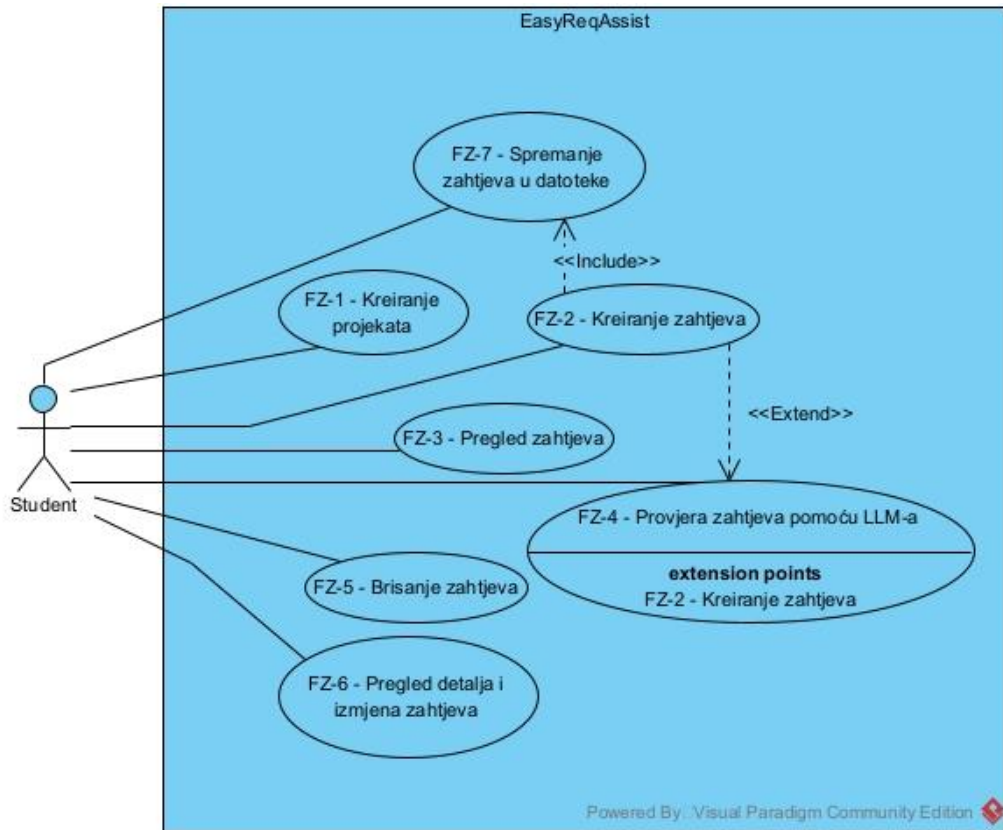 EasyReqAssist
FZ-7 - Spremanje
zahtjeva u datoteke
<<Include>>
FZ-1 - Kreiranje
projekata
FZ-2 - Kreiranje zahtjeva
<<Extend>>
FZ-3 - Pregled zahtjeva
Student
FZ-4 - Provjera zahtjeva pomoću LLM-a
extension points
FZ-2 - Kreiranje zahtjeva
FZ-5 - Brisanje zahtjeva
FZ-6 - Pregled detalja i
izmjena zahtjeva
Powered By Visual Paradigm Community Edition